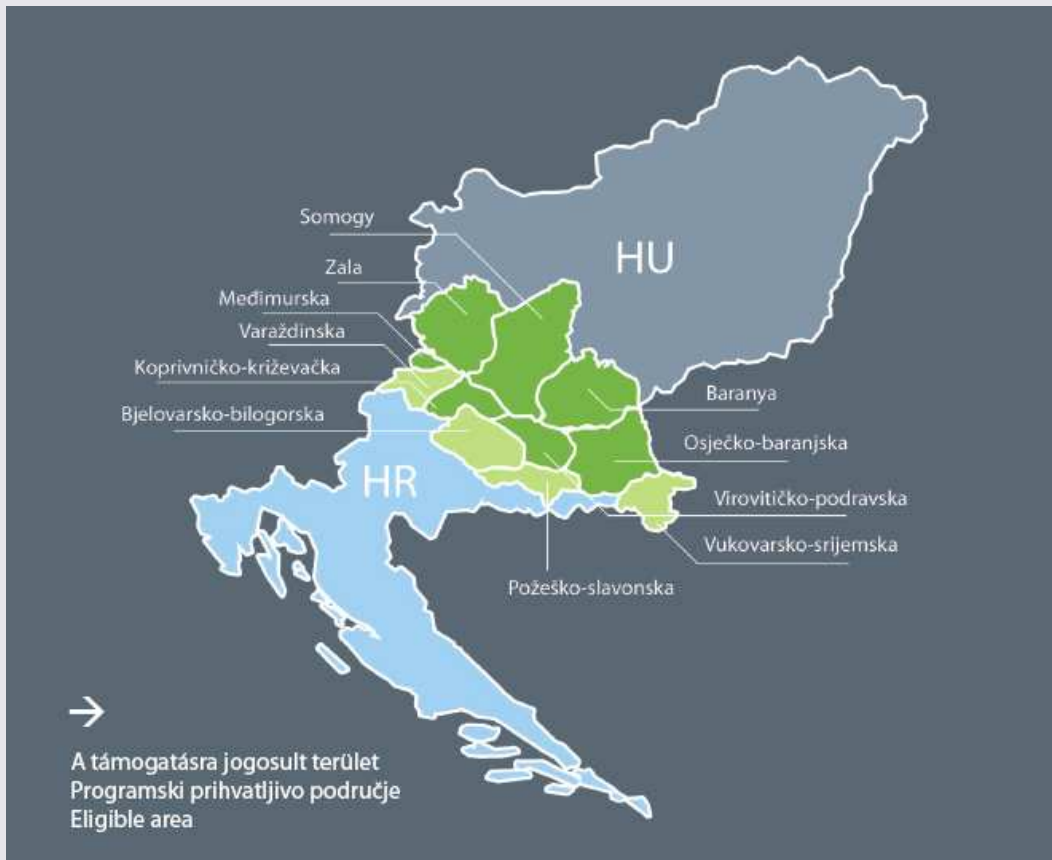 Somogy
Zala
Međimurska
Varaždinska
Koprivničko-križevačka
Bjelovarsko-bilogorska
HU
HR
Baranya
Osječko-baranjska
Virovitičko-podravska
Vukovarsko-srijemska
Požeško-slavonska
A támogatásra jogosult terület
Programski prihvatljivo područje
Eligible area